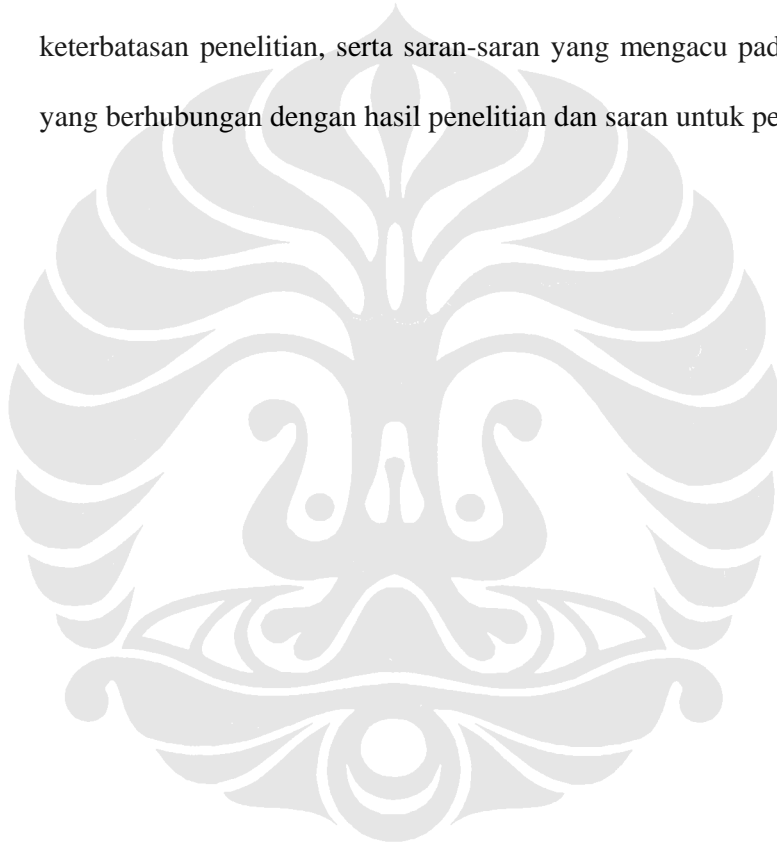 keterbatasan penelitian, serta saran-saran yang mengacu pad
yang berhubungan dengan hasil penelitian dan saran untuk pe